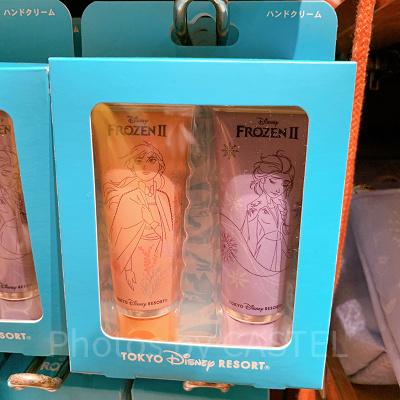 ハンドクリーム
ハンドクリーム
Disney
FROZEN II
TOKYO Disney RESORT
Disney
FROZEN II
TOKYO Disney RESORT
Photos by CASTEL
TOKYO Disney RESORT®
RO